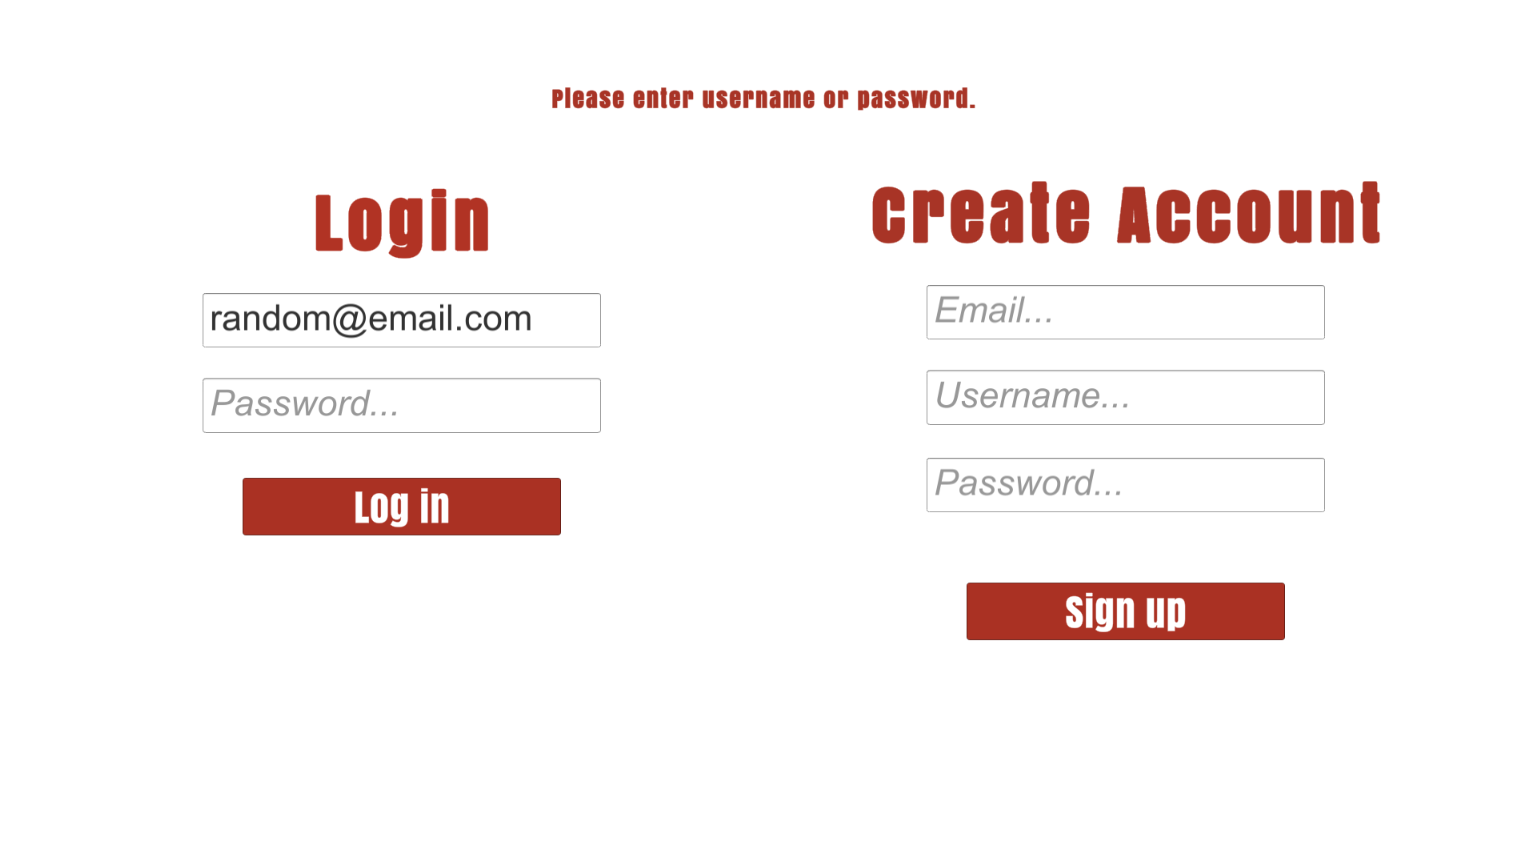 Please enter username or password.
Login
random@email.com
Password...
Log in
Create Account
Email...
Username...
Password...
Sign up